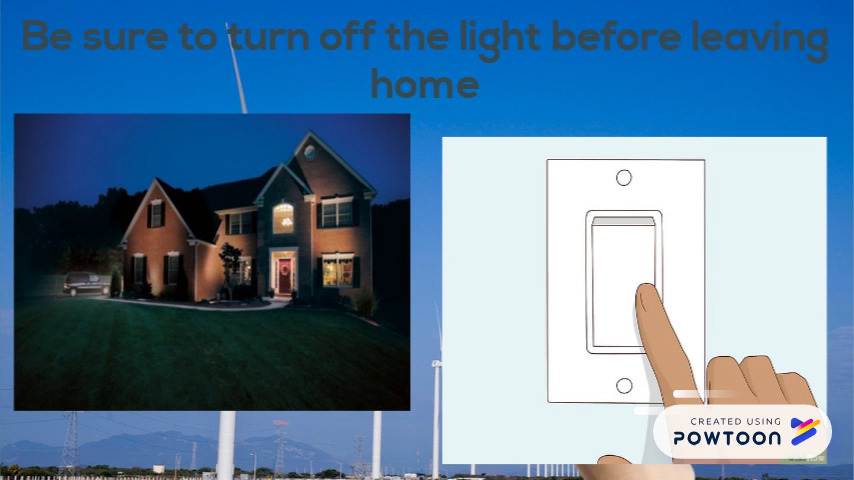 Be sure to turn off the light before leaving
home
CREATED USING
POWTOON